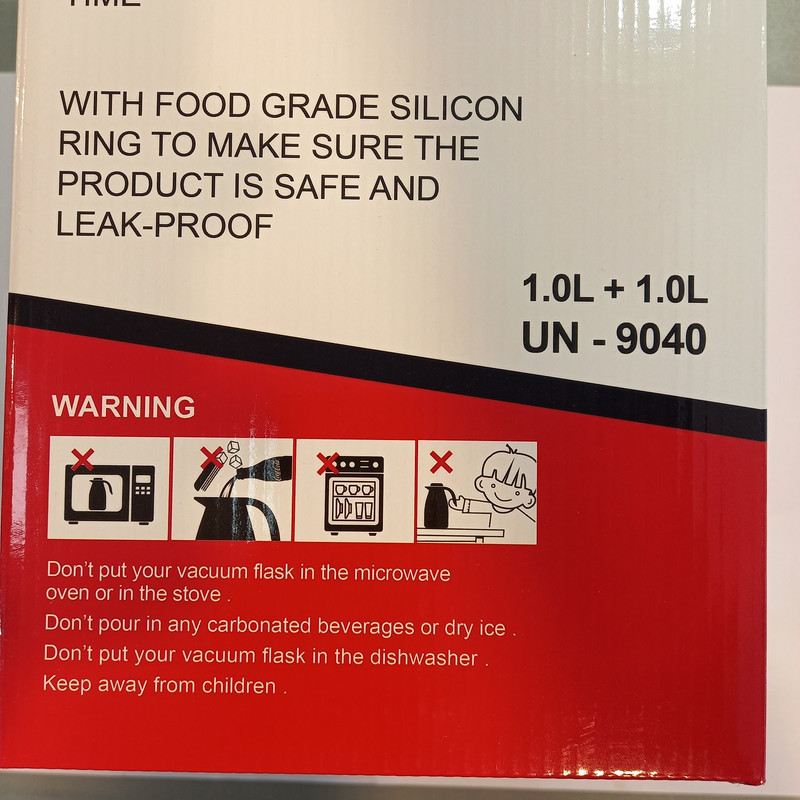 TIME
WITH FOOD GRADE SILICON
RING TO MAKE SURE THE
PRODUCT IS SAFE AND
LEAK-PROOF
1.0L + 1.0L
UN - 9040
WARNING
Don't put your vacuum flask in the microwave
oven or in the stove .
Don't pour in any carbonated beverages or dry ice .
Don't put your vacuum flask in the dishwasher .
Keep away from children .